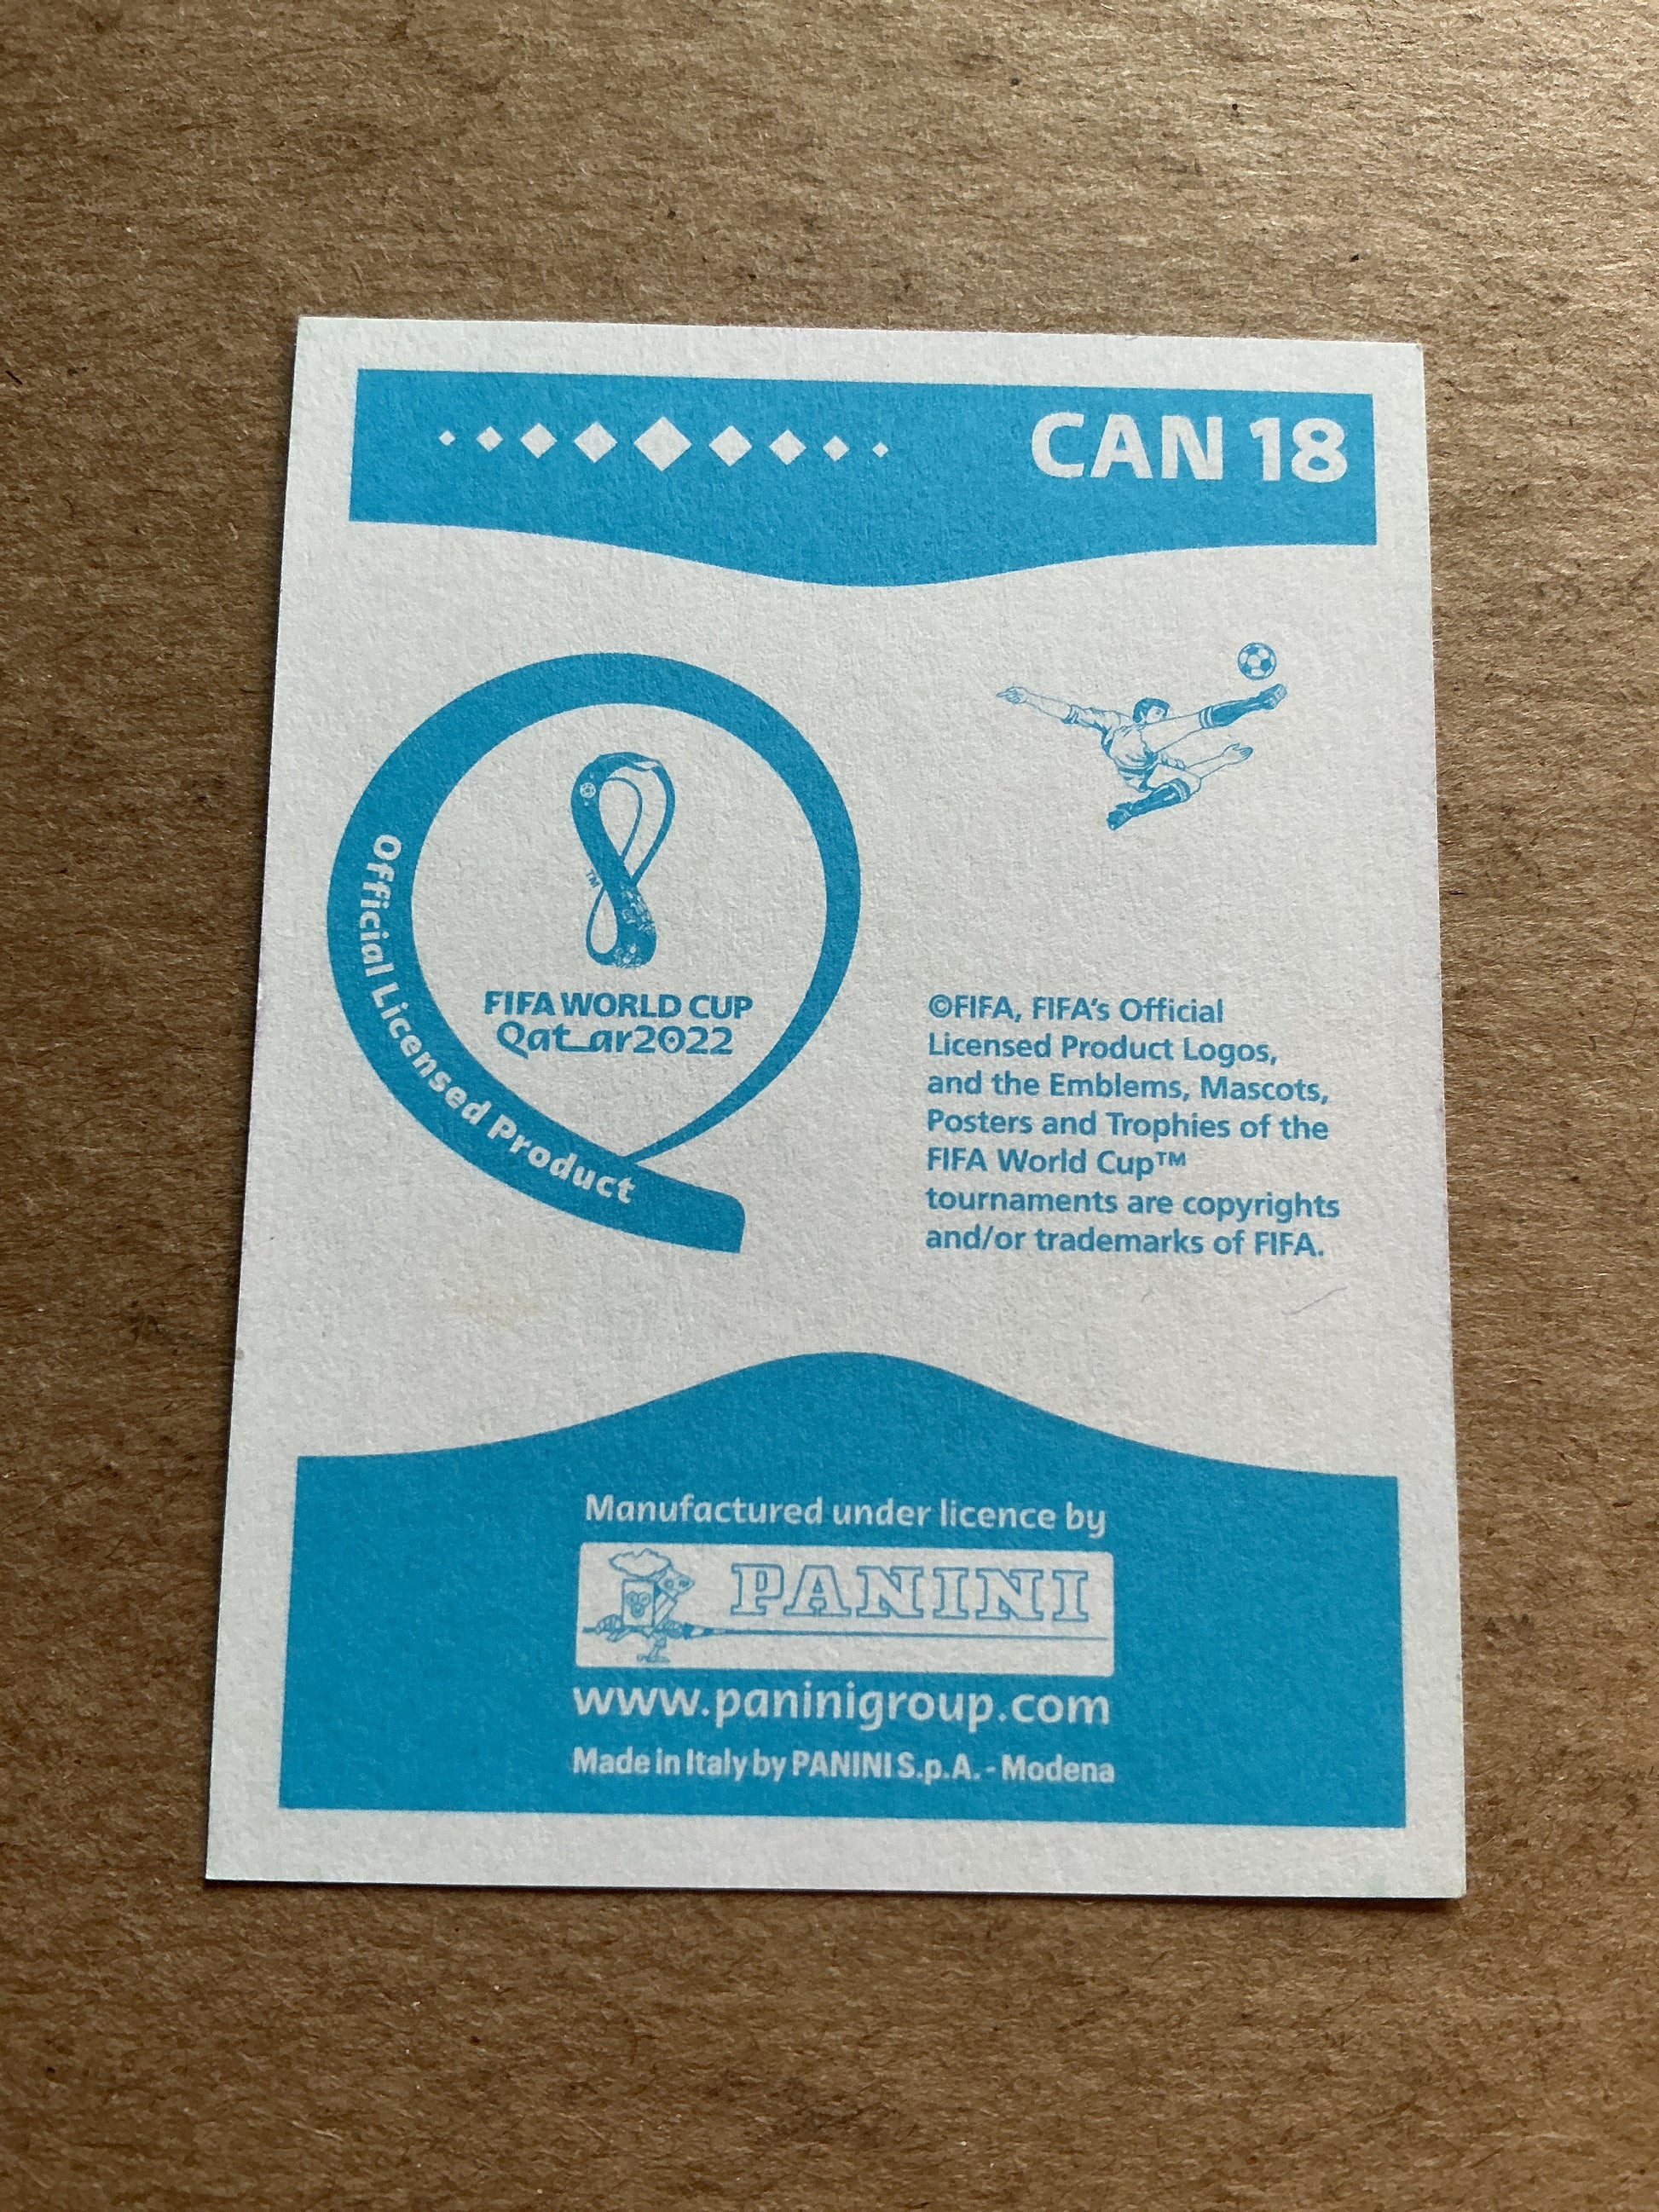 CAN 18
Official Licensed Product
TM
FIFA WORLD CUP
Qatar2022
©FIFA, FIFA's Official
Licensed Product Logos,
and the Emblems, Mascots,
Posters and Trophies of the
FIFA World Cup™
tournaments are copyrights
and/or trademarks of FIFA.
Manufactured under licence by
PANINI
www.paninigroup.com
Made in Italy by PANINI S.p.A. - Modena